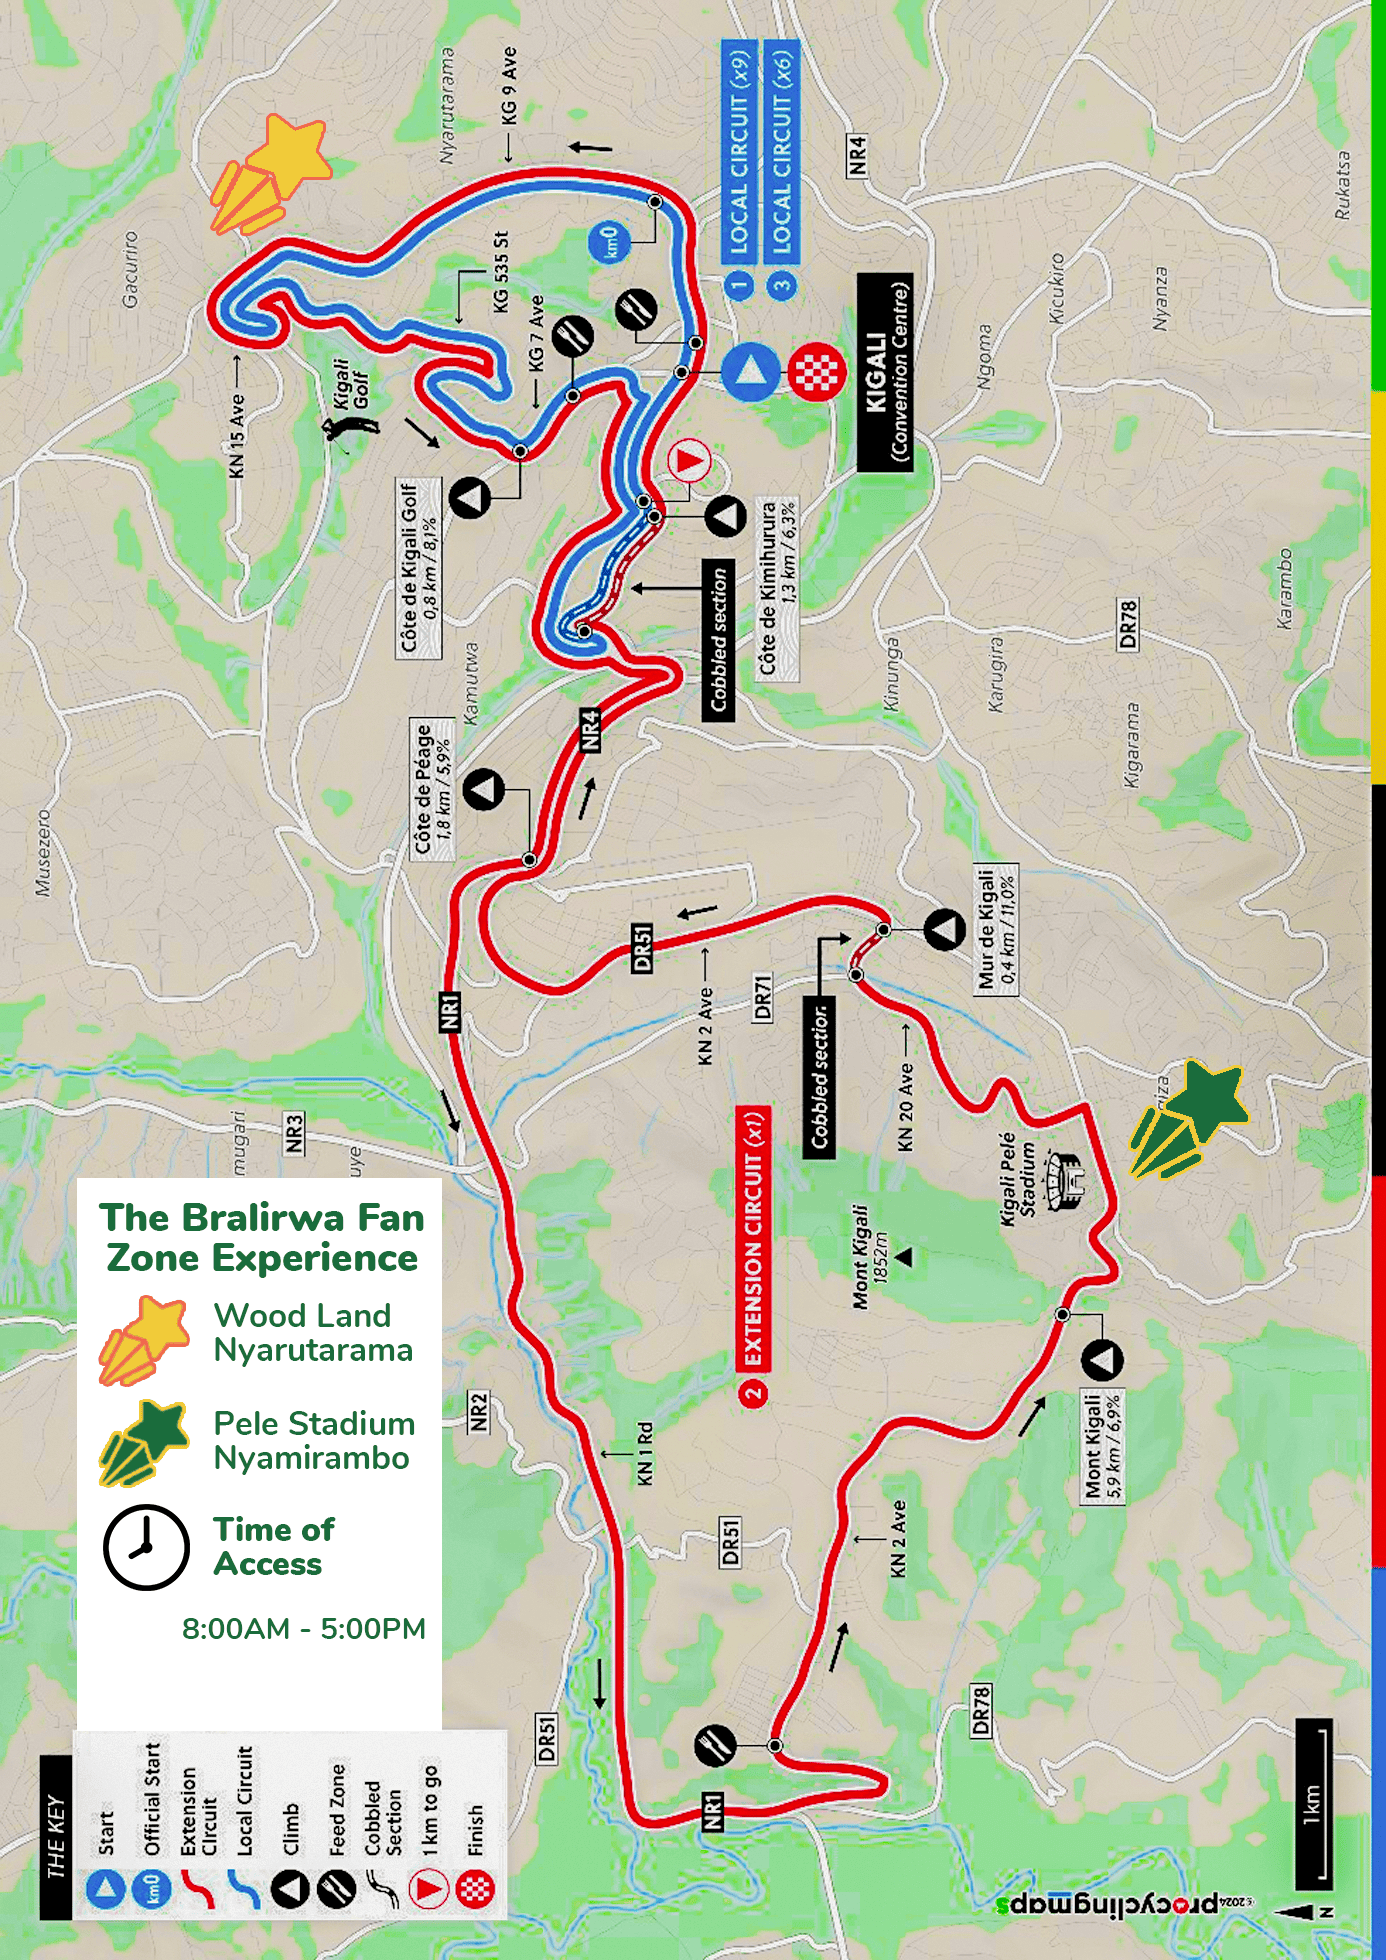 The Bralirwa Fan
Zone Experience
Wood Land
Nyarutarama
Pele Stadium
Nyamirambo
Time of
Access
8:00AM - 5:00PM
THE KEY
Start
km0
Official Start
Extension
CIrcuit
Local Circuit
Climb
Feed Zone
Cobbled
Section
1 km to go
Finish
1 LOCAL CIRCUIT (x9)
3 LOCAL CIRCUIT (x6)
2 EXTENSION CIRCUIT (x1)
KIGALI
(Convention Centre)
km0
Nyarutarama
KG 9 Ave
Gacuriro
KG 535 St
KG 7 Ave
KN 15 Ave
Kigali
Golf
Côte de Kigali Golf
0,8 km / 8,1%
Côte de Kimihurura
1,3 km / 6,3%
Cobbled section
Côte de Péage
1,8 km / 5,9%
Kamutwa
NR4
NR4
Rukatsa
Kicukiro
Nyanza
Ngoma
Karambo
DR78
Kinunga
Karugira
Kigarama
Musezero
NR1
DR51
KN 2 Ave
DR71
Cobbled section
Mur de Kigali
0,4 km / 11,0%
KN 20 Ave
Kigali Pelé
Stadium
giza
Mont Kigali
1852m
Mont Kigali
5,9 km / 6,9%
NR3
mugari
uye
NR2
KN 1 Rd
DR51
KN 2 Ave
DR51
NR1
DR78
1km
N
©2024
procyclingmaps